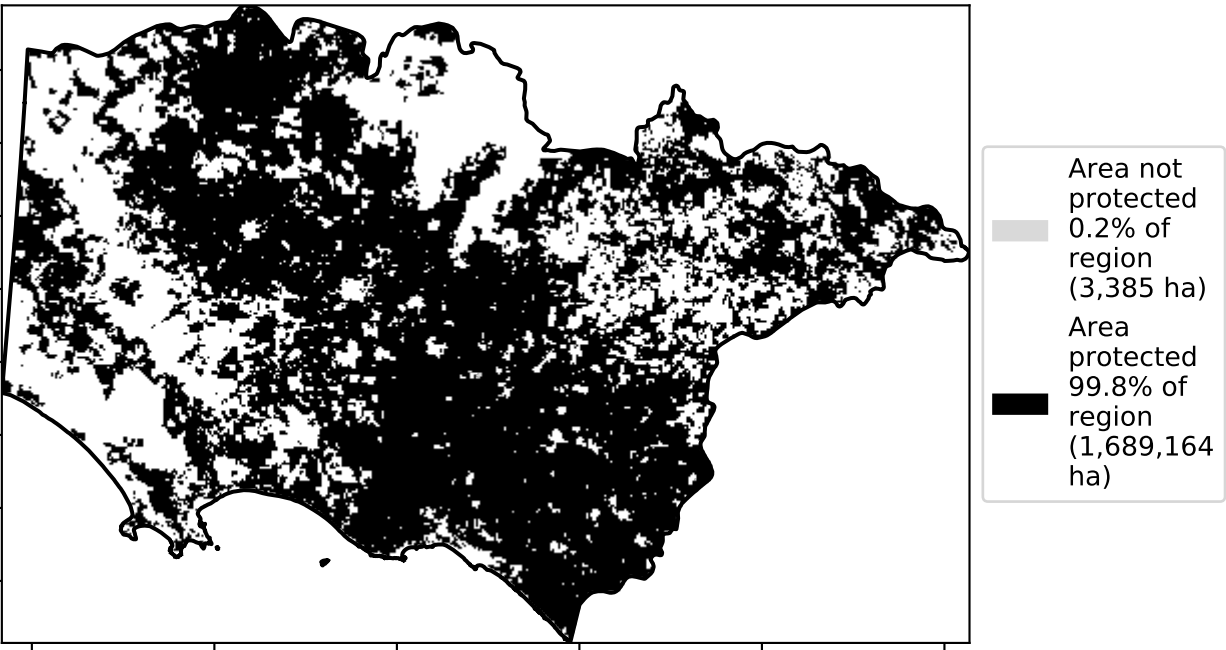 Area not
protected
0.2% of
region
(3,385 ha)
Area
protected
99.8% of
region
(1,689,164
ha)